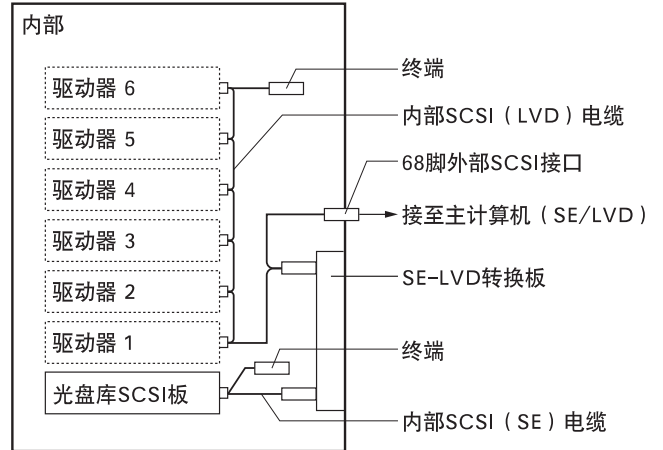 内部
驱动器 6
驱动器 5
驱动器 4
驱动器 3
驱动器 2
驱动器 1
光盘库SCSI板
终端
内部SCSI（LVD）电缆
68脚外部SCSI接口
接至主计算机（SE/LVD）
SE-LVD转换板
终端
内部SCSI（SE）电缆